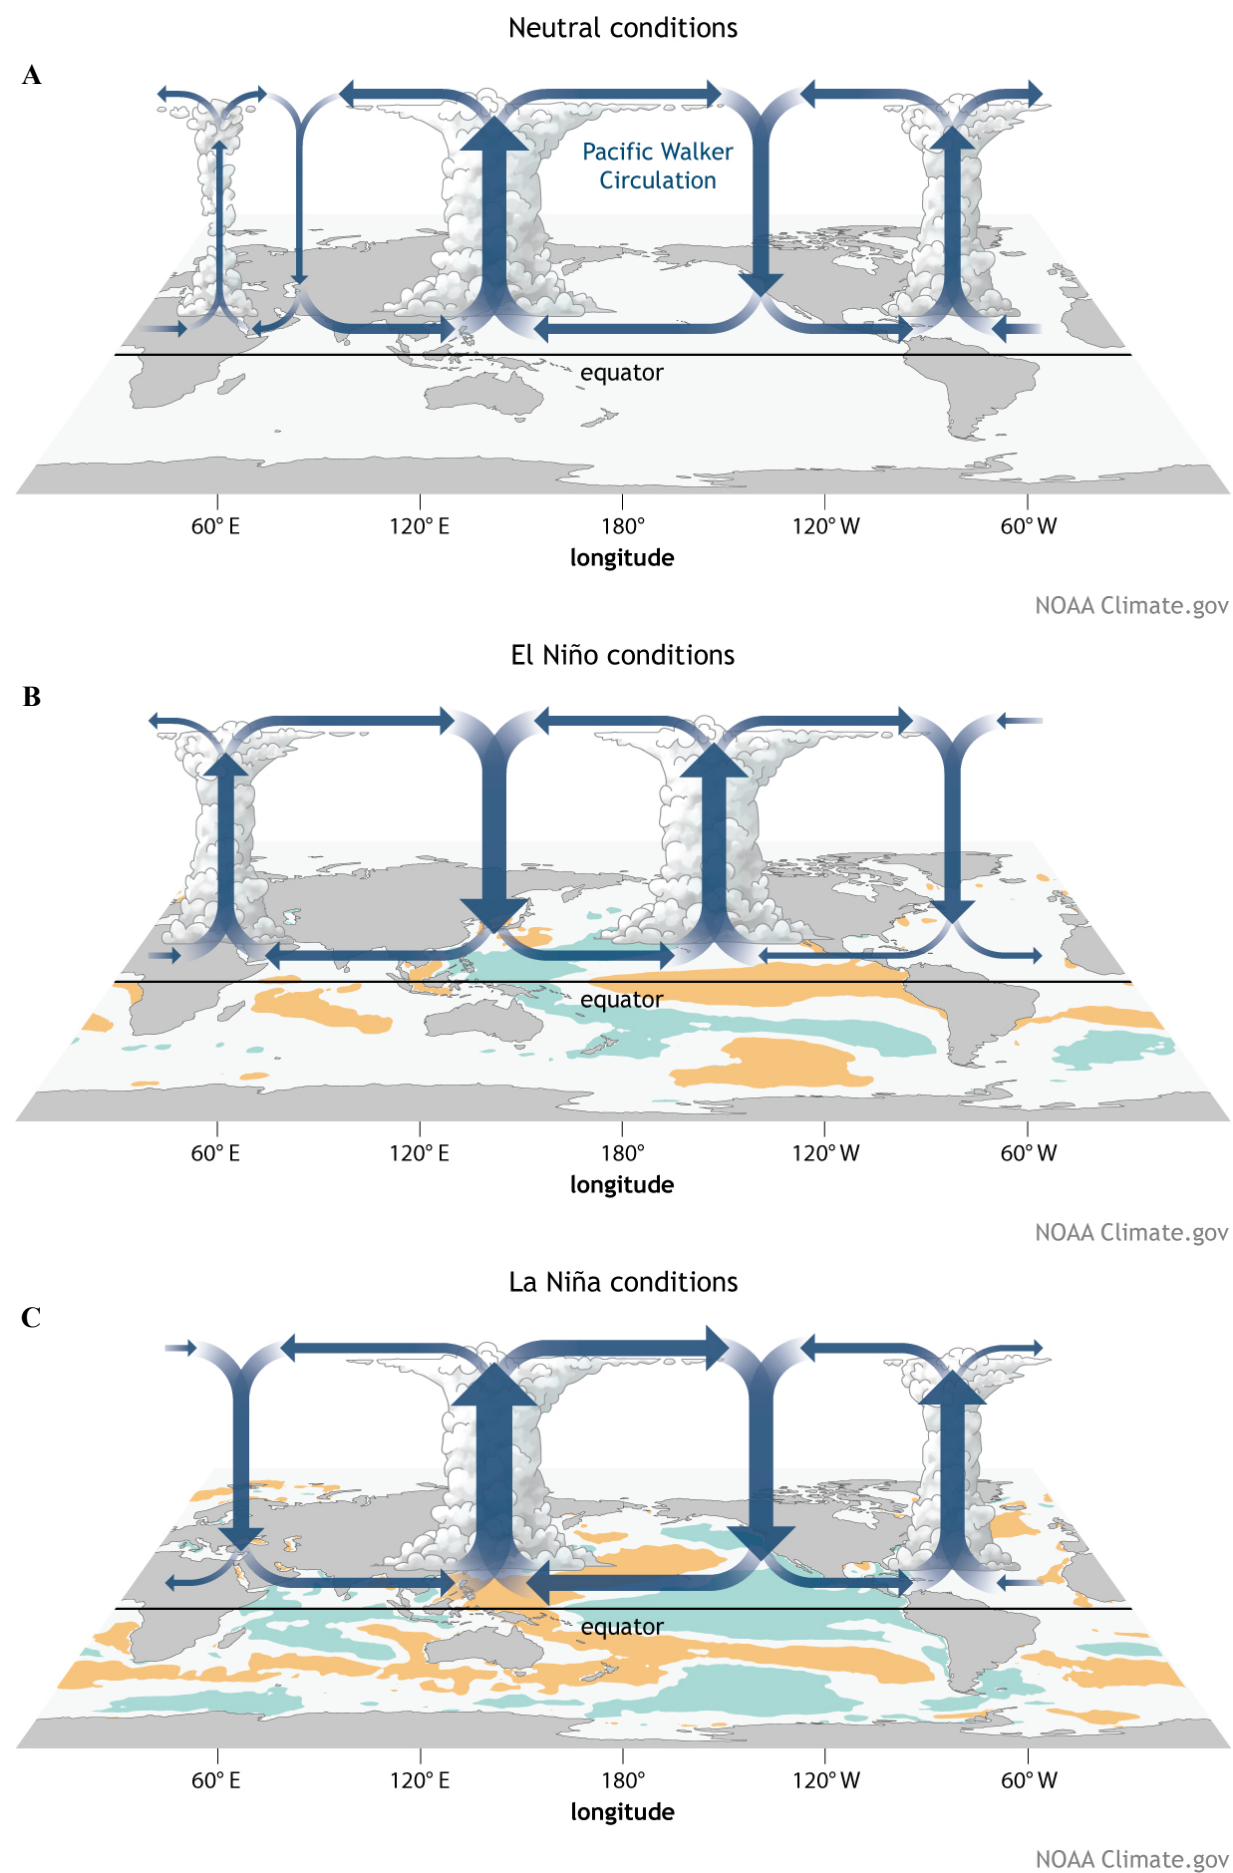 Neutral conditions
A
Pacific Walker
Circulation
equator
60° E 120° E 180° 120° W 60° W
longitude
NOAA Climate.gov
El Niño conditions
B
equator
60° E 120° E 180° 120° W 60° W
longitude
NOAA Climate.gov
La Niña conditions
C
equator
60° E 120° E 180° 120° W 60° W
longitude
NOAA Climate.gov